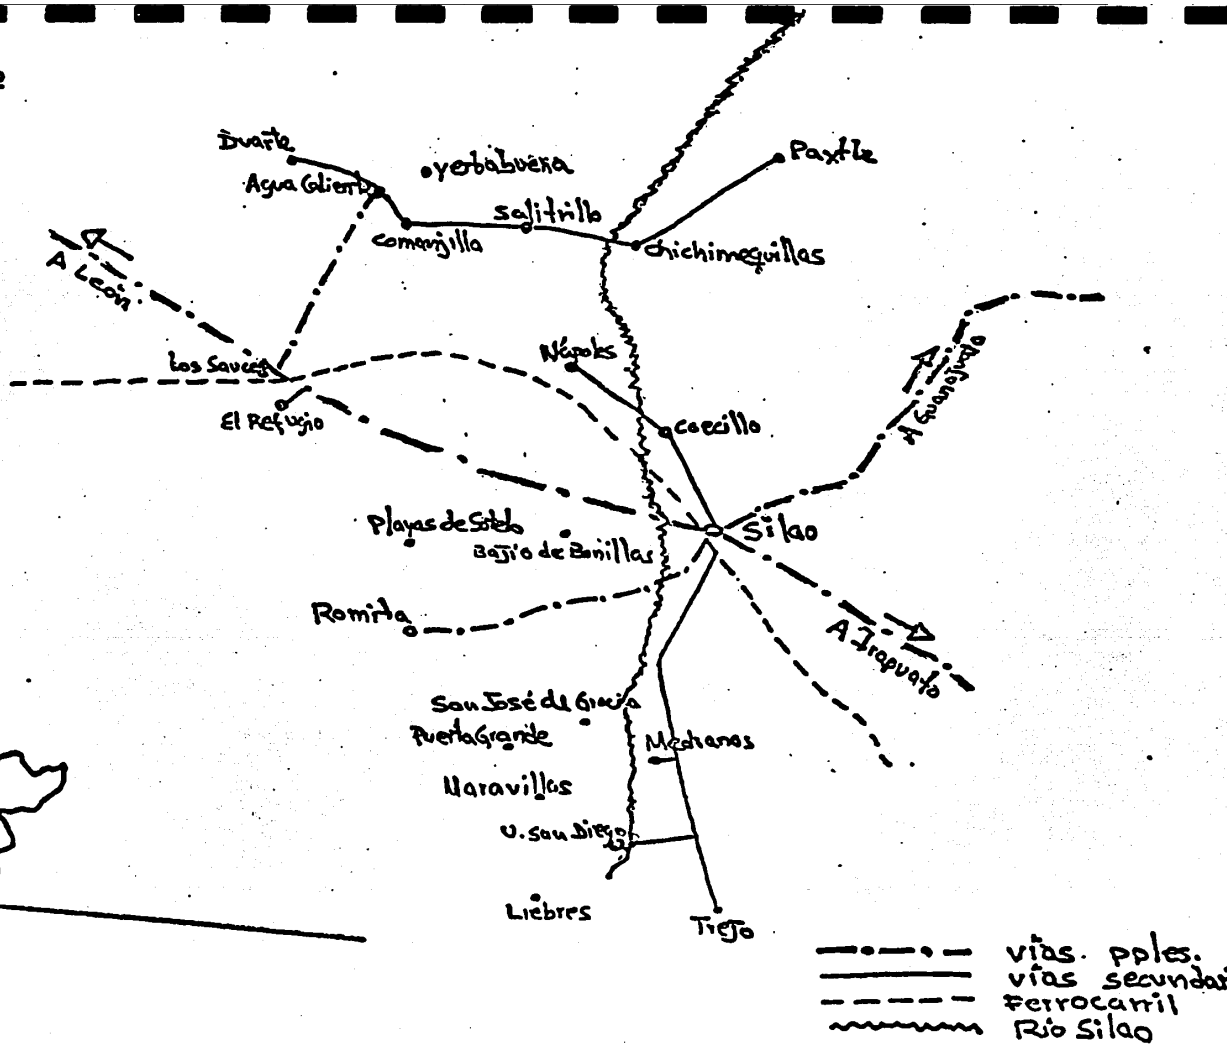 Duarte
Yerbabuena
Paxtle
Agua Caliente
Salitrillo
Comanjilla
Chichimequillas
A León
Nápoles
Los Sauces
A Guanajuato
El Refugio
Coecillo
Playas de Sotelo
Silao
Bajío de Bonillas
Romita
A Irapuato
San José de Gracia
Puerta Grande
Medranos
Maravillas
V. San Diego
Liebres
Trejo
vías. pples.
vías secundar
Ferrocarril
Río Silao